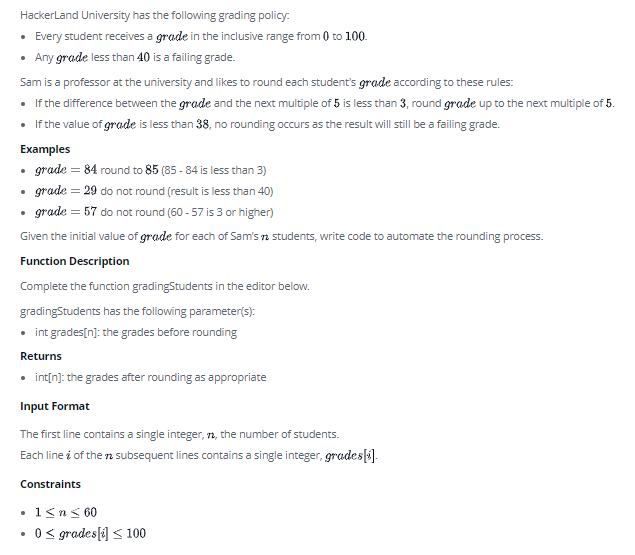 HackerLand University has the following grading policy:
• Every student receives a grade in the inclusive range from 0 to 100.
• Any grade less than 40 is a failing grade.
Sam is a professor at the university and likes to round each student's grade according to these rules:
• If the difference between the grade and the next multiple of 5 is less than 3, round grade up to the next multiple of 5.
• If the value of grade is less than 38, no rounding occurs as the result will still be a failing grade.
Examples
• grade = 84 round to 85 (85 - 84 is less than 3)
• grade = 29 do not round (result is less than 40)
• grade = 57 do not round (60 - 57 is 3 or higher)
Given the initial value of grade for each of Sam's n students, write code to automate the rounding process.
Function Description
Complete the function gradingStudents in the editor below.
gradingStudents has the following parameter(s):
• int grades[n]: the grades before rounding
Returns
• int[n]: the grades after rounding as appropriate
Input Format
The first line contains a single integer, n, the number of students.
Each line i of the n subsequent lines contains a single integer, grades[i].
Constraints
• 1 ≤ n ≤ 60
• 0 ≤ grades[i] ≤ 100